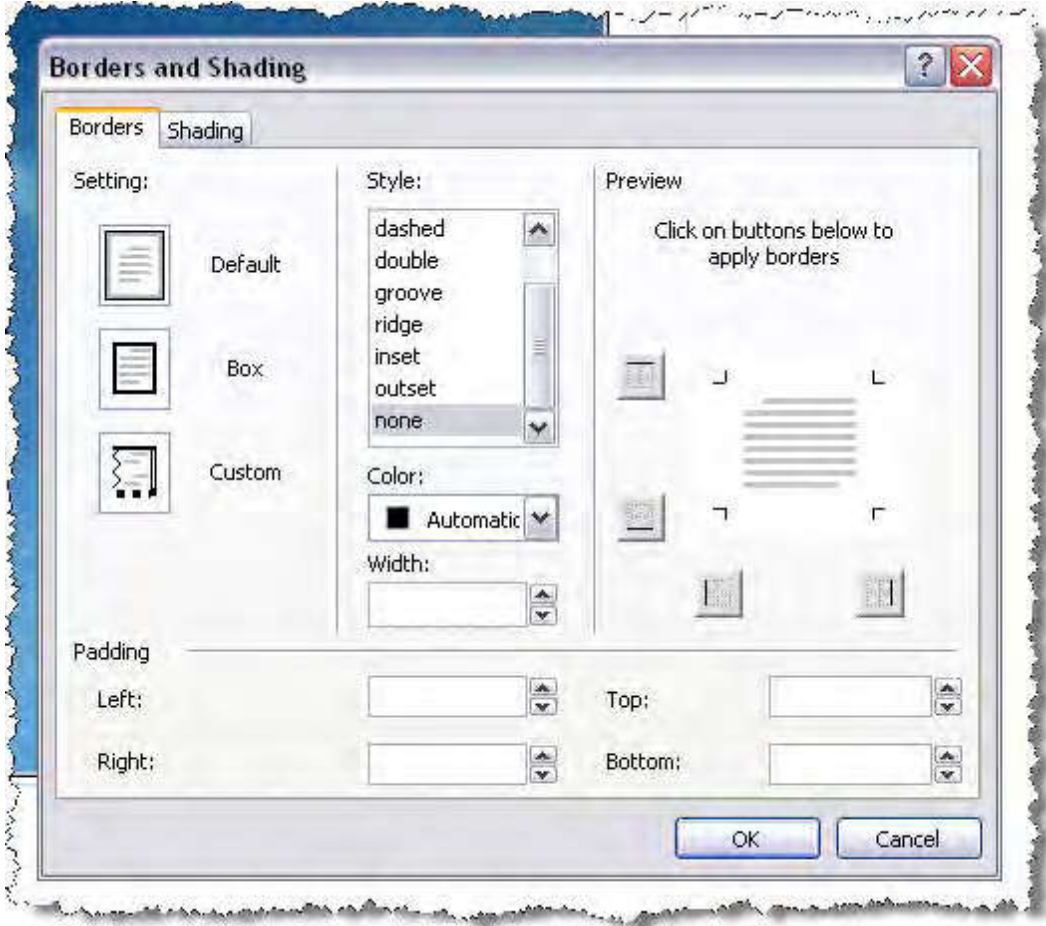 Borders and Shading
Borders
Shading
Setting:
Default
Box
Custom
Style:
dashed
double
groove
ridge
inset
outset
none
Color:
Automatic
Width:
Preview
Click on buttons below to
apply borders
Padding
Left:
Top:
Right:
Bottom:
OK
Cancel